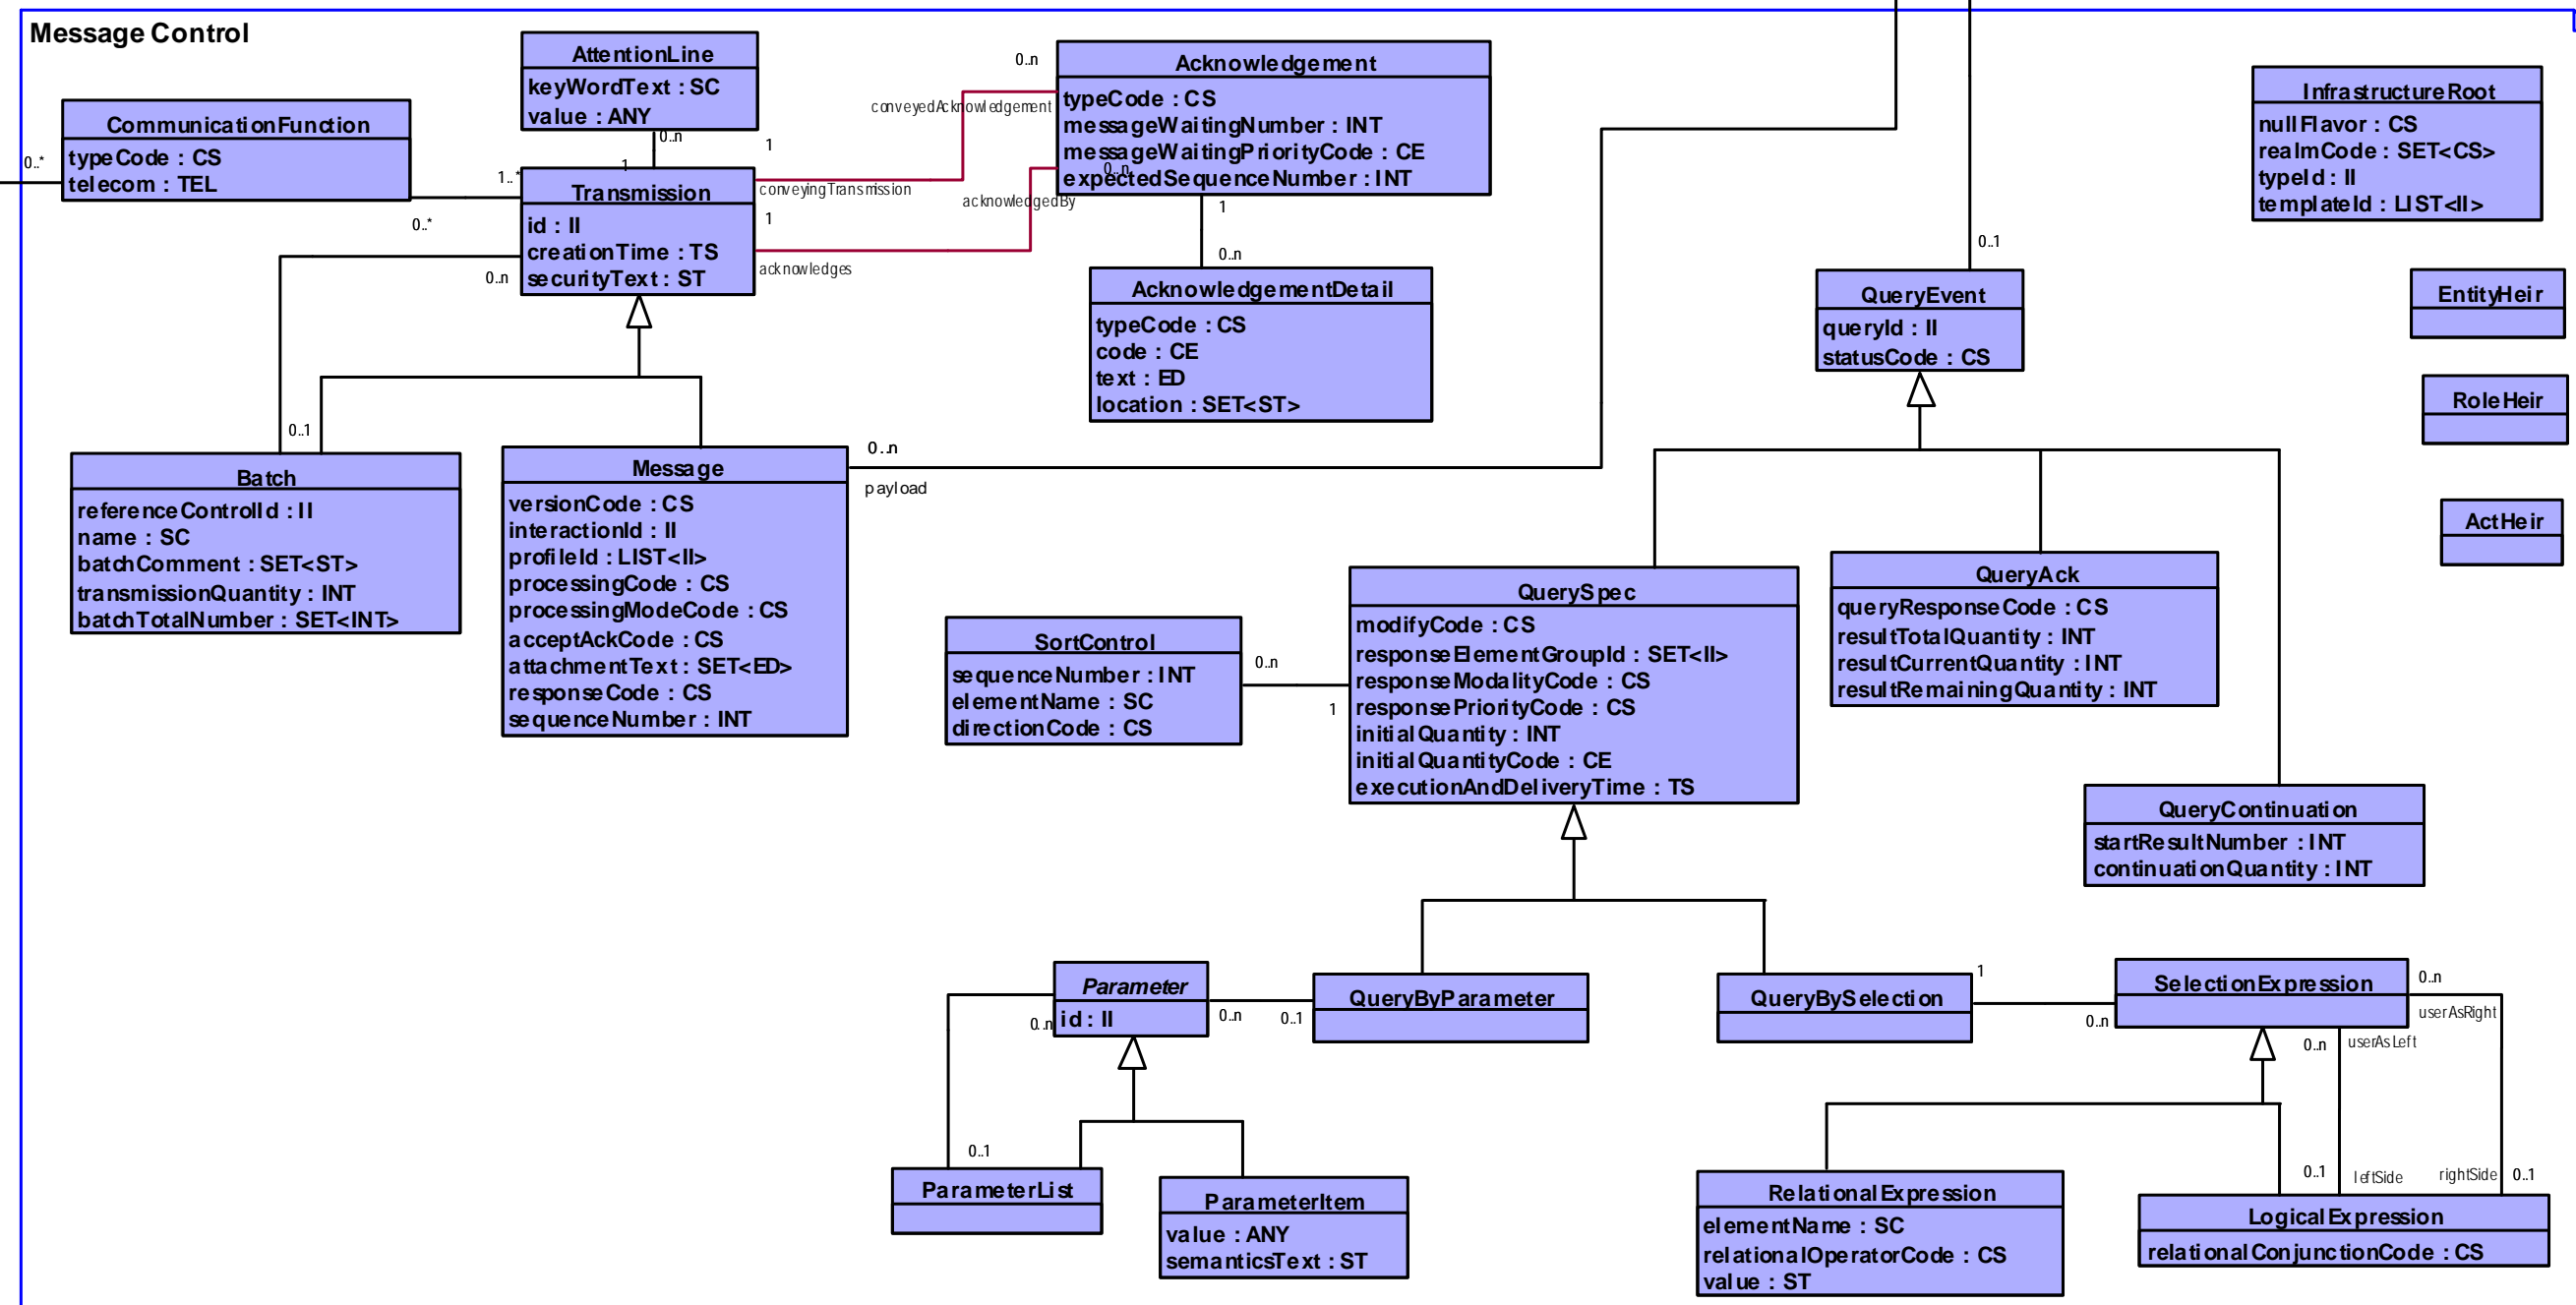 Message Control
AttentionLine
keyWordText : SC
value : ANY
0..n
1
CommunicationFunction
typeCode : CS
telecom : TEL
0..*
1..*
0..*
Transmission
id : II
creationTime : TS
securityText : ST
1
conveyingTransmission
1
acknowledges
0..n
conveyedAcknowledgement
0..n
acknowledgedBy
Acknowledgement
typeCode : CS
messageWaitingNumber : INT
messageWaitingPriorityCode : CE
expectedSequenceNumber : INT
0..n
1
0..n
AcknowledgementDetail
typeCode : CS
code : CE
text : ED
location : SET<ST>
InfrastructureRoot
nullFlavor : CS
realmCode : SET<CS>
typeId : II
templateId : LIST<II>
0..1
QueryEvent
queryId : II
statusCode : CS
EntityHeir
RoleHeir
ActHeir
0..1
Batch
referenceControlId : II
name : SC
batchComment : SET<ST>
transmissionQuantity : INT
batchTotalNumber : SET<INT>
Message
versionCode : CS
interactionId : II
profileId : LIST<II>
processingCode : CS
processingModeCode : CS
acceptAckCode : CS
attachmentText : SET<ED>
responseCode : CS
sequenceNumber : INT
0..n
payload
SortControl
sequenceNumber : INT
elementName : SC
directionCode : CS
0..n
1
QuerySpec
modifyCode : CS
responseElementGroupId : SET<II>
responseModalityCode : CS
responsePriorityCode : CS
initialQuantity : INT
initialQuantityCode : CE
executionAndDeliveryTime : TS
QueryAck
queryResponseCode : CS
resultTotalQuantity : INT
resultCurrentQuantity : INT
resultRemainingQuantity : INT
QueryContinuation
startResultNumber : INT
continuationQuantity : INT
Parameter
id : II
0..n
0..n
0..1
QueryByParameter
QueryBySelection
1
0..n
SelectionExpression
0..n
userAsRight
0..n
userAsLeft
0..1
ParameterList
ParameterItem
value : ANY
semanticsText : ST
RelationalExpression
elementName : SC
relationalOperatorCode : CS
value : ST
0..1
leftSide
rightSide
0..1
LogicalExpression
relationalConjunctionCode : CS